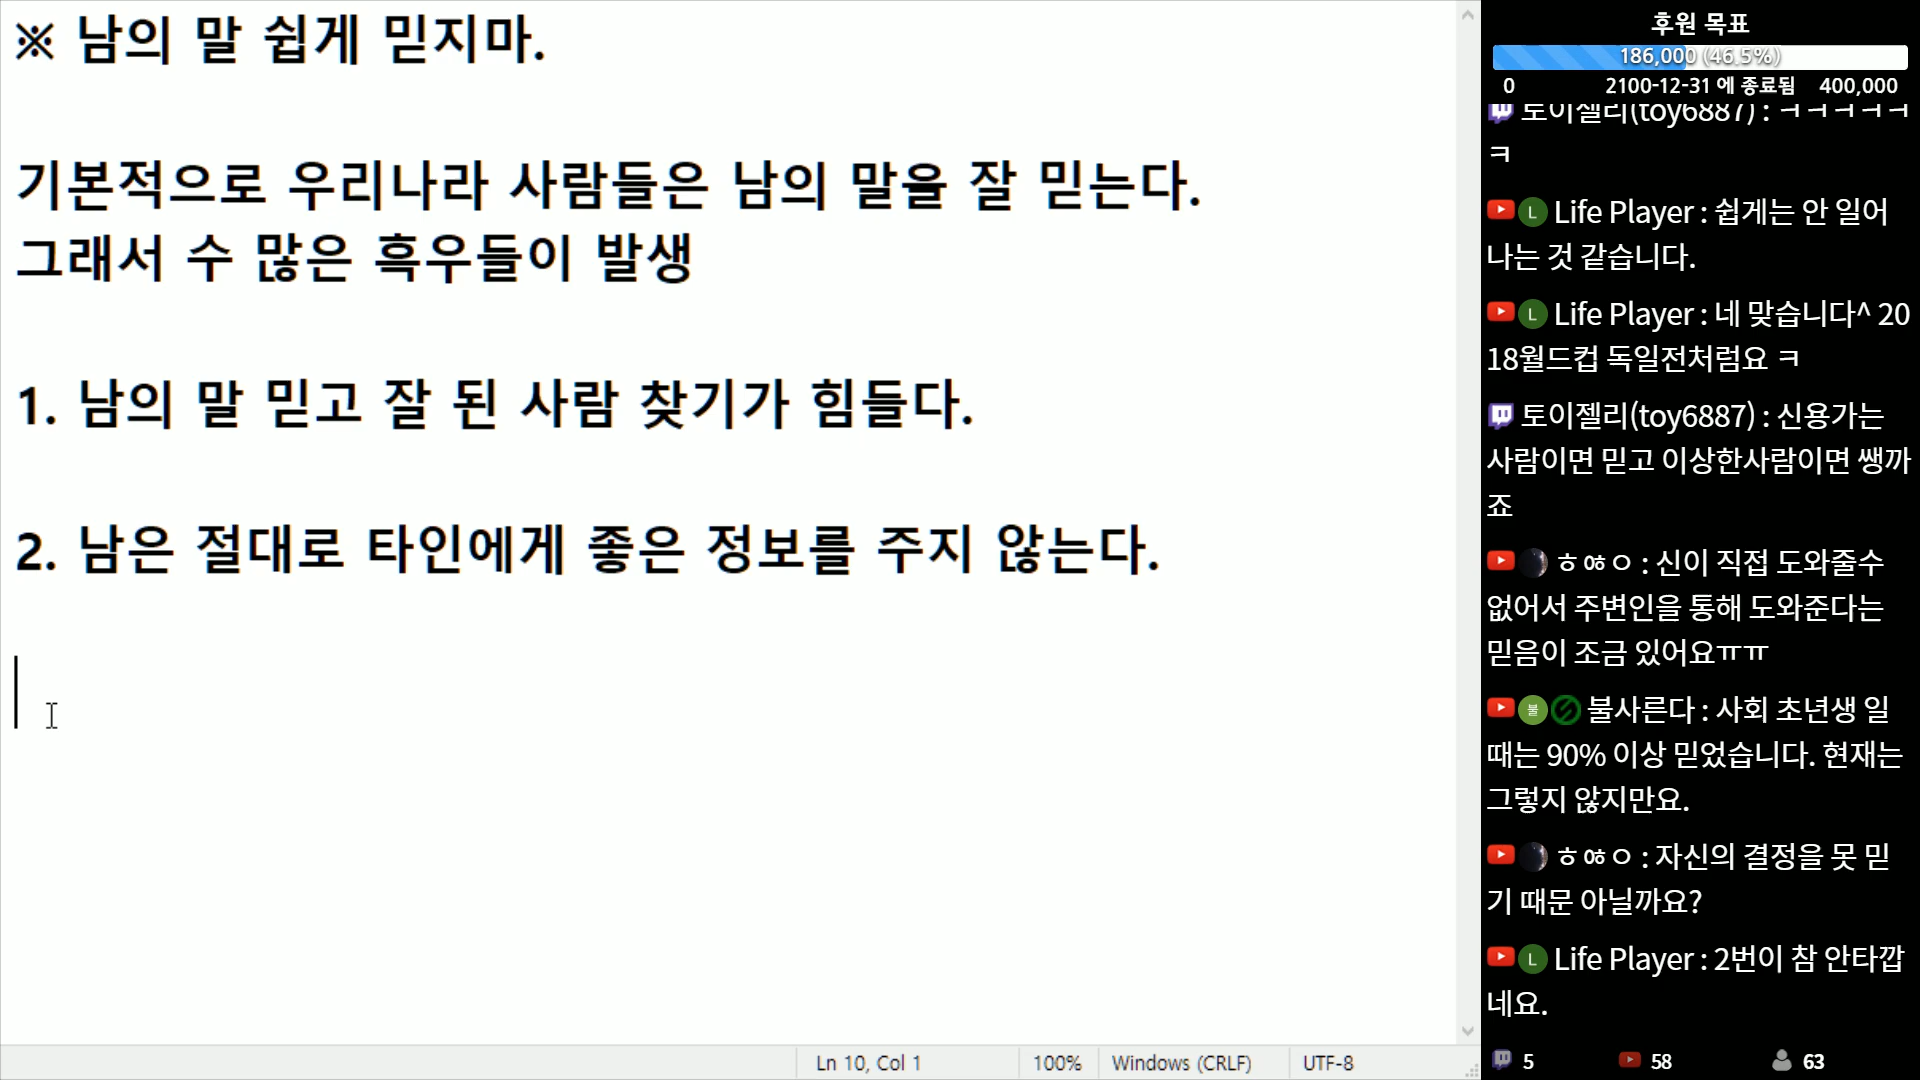 ※ 남의 말 쉽게 믿지마.
기본적으로 우리나라 사람들은 남의 말을 잘 믿는다.
그래서 수 많은 흑우들이 발생
1. 남의 말 믿고 잘 된 사람 찾기가 힘들다.
2. 남은 절대로 타인에게 좋은 정보를 주지 않는다.
Ln 10, Col 1
100%
Windows (CRLF)
UTF-8
후원 목표
186,000 (46.5%)
0
2100-12-31 에 종료됨
400,000
토이젤리(toy6887) : ㅋㅋㅋㅋㅋ
ㅋ
L Life Player : 쉽게는 안 일어
나는 것 같습니다.
L Life Player : 네 맞습니다^ 20
18월드컵 독일전처럼요 ㅋ
토이젤리(toy6887) : 신용가는
사람이면 믿고 이상한사람이면 쌩까
죠
ㅎㆀㅇ : 신이 직접 도와줄수
없어서 주변인을 통해 도와준다는
믿음이 조금 있어요ㅠㅠ
불 불사른다 : 사회 초년생 일
때는 90% 이상 믿었습니다. 현재는
그렇지 않지만요.
ㅎㆀㅇ : 자신의 결정을 못 믿
기 때문 아닐까요?
L Life Player : 2번이 참 안타깝
네요.
5
58
63